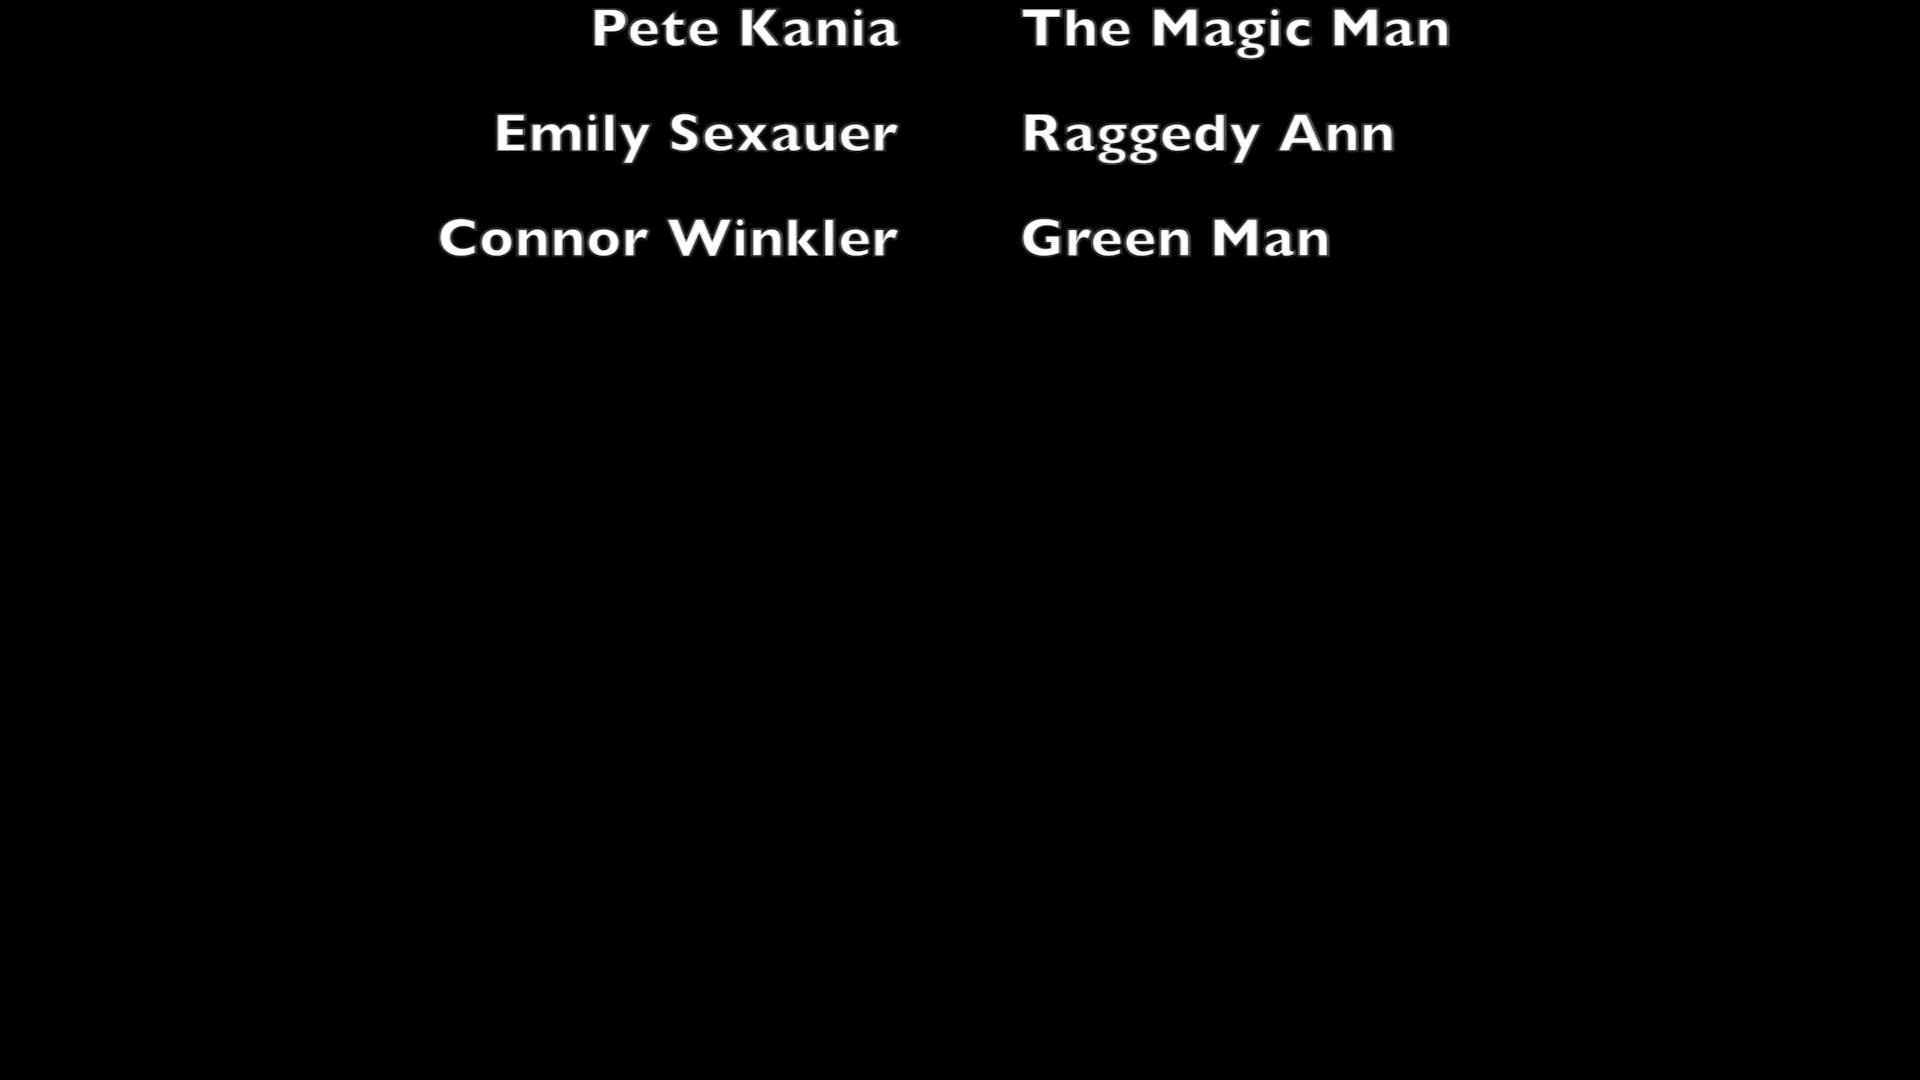 Pete Kania The Magic Man
Emily Sexauer Raggedy Ann
Connor Winkler Green Man